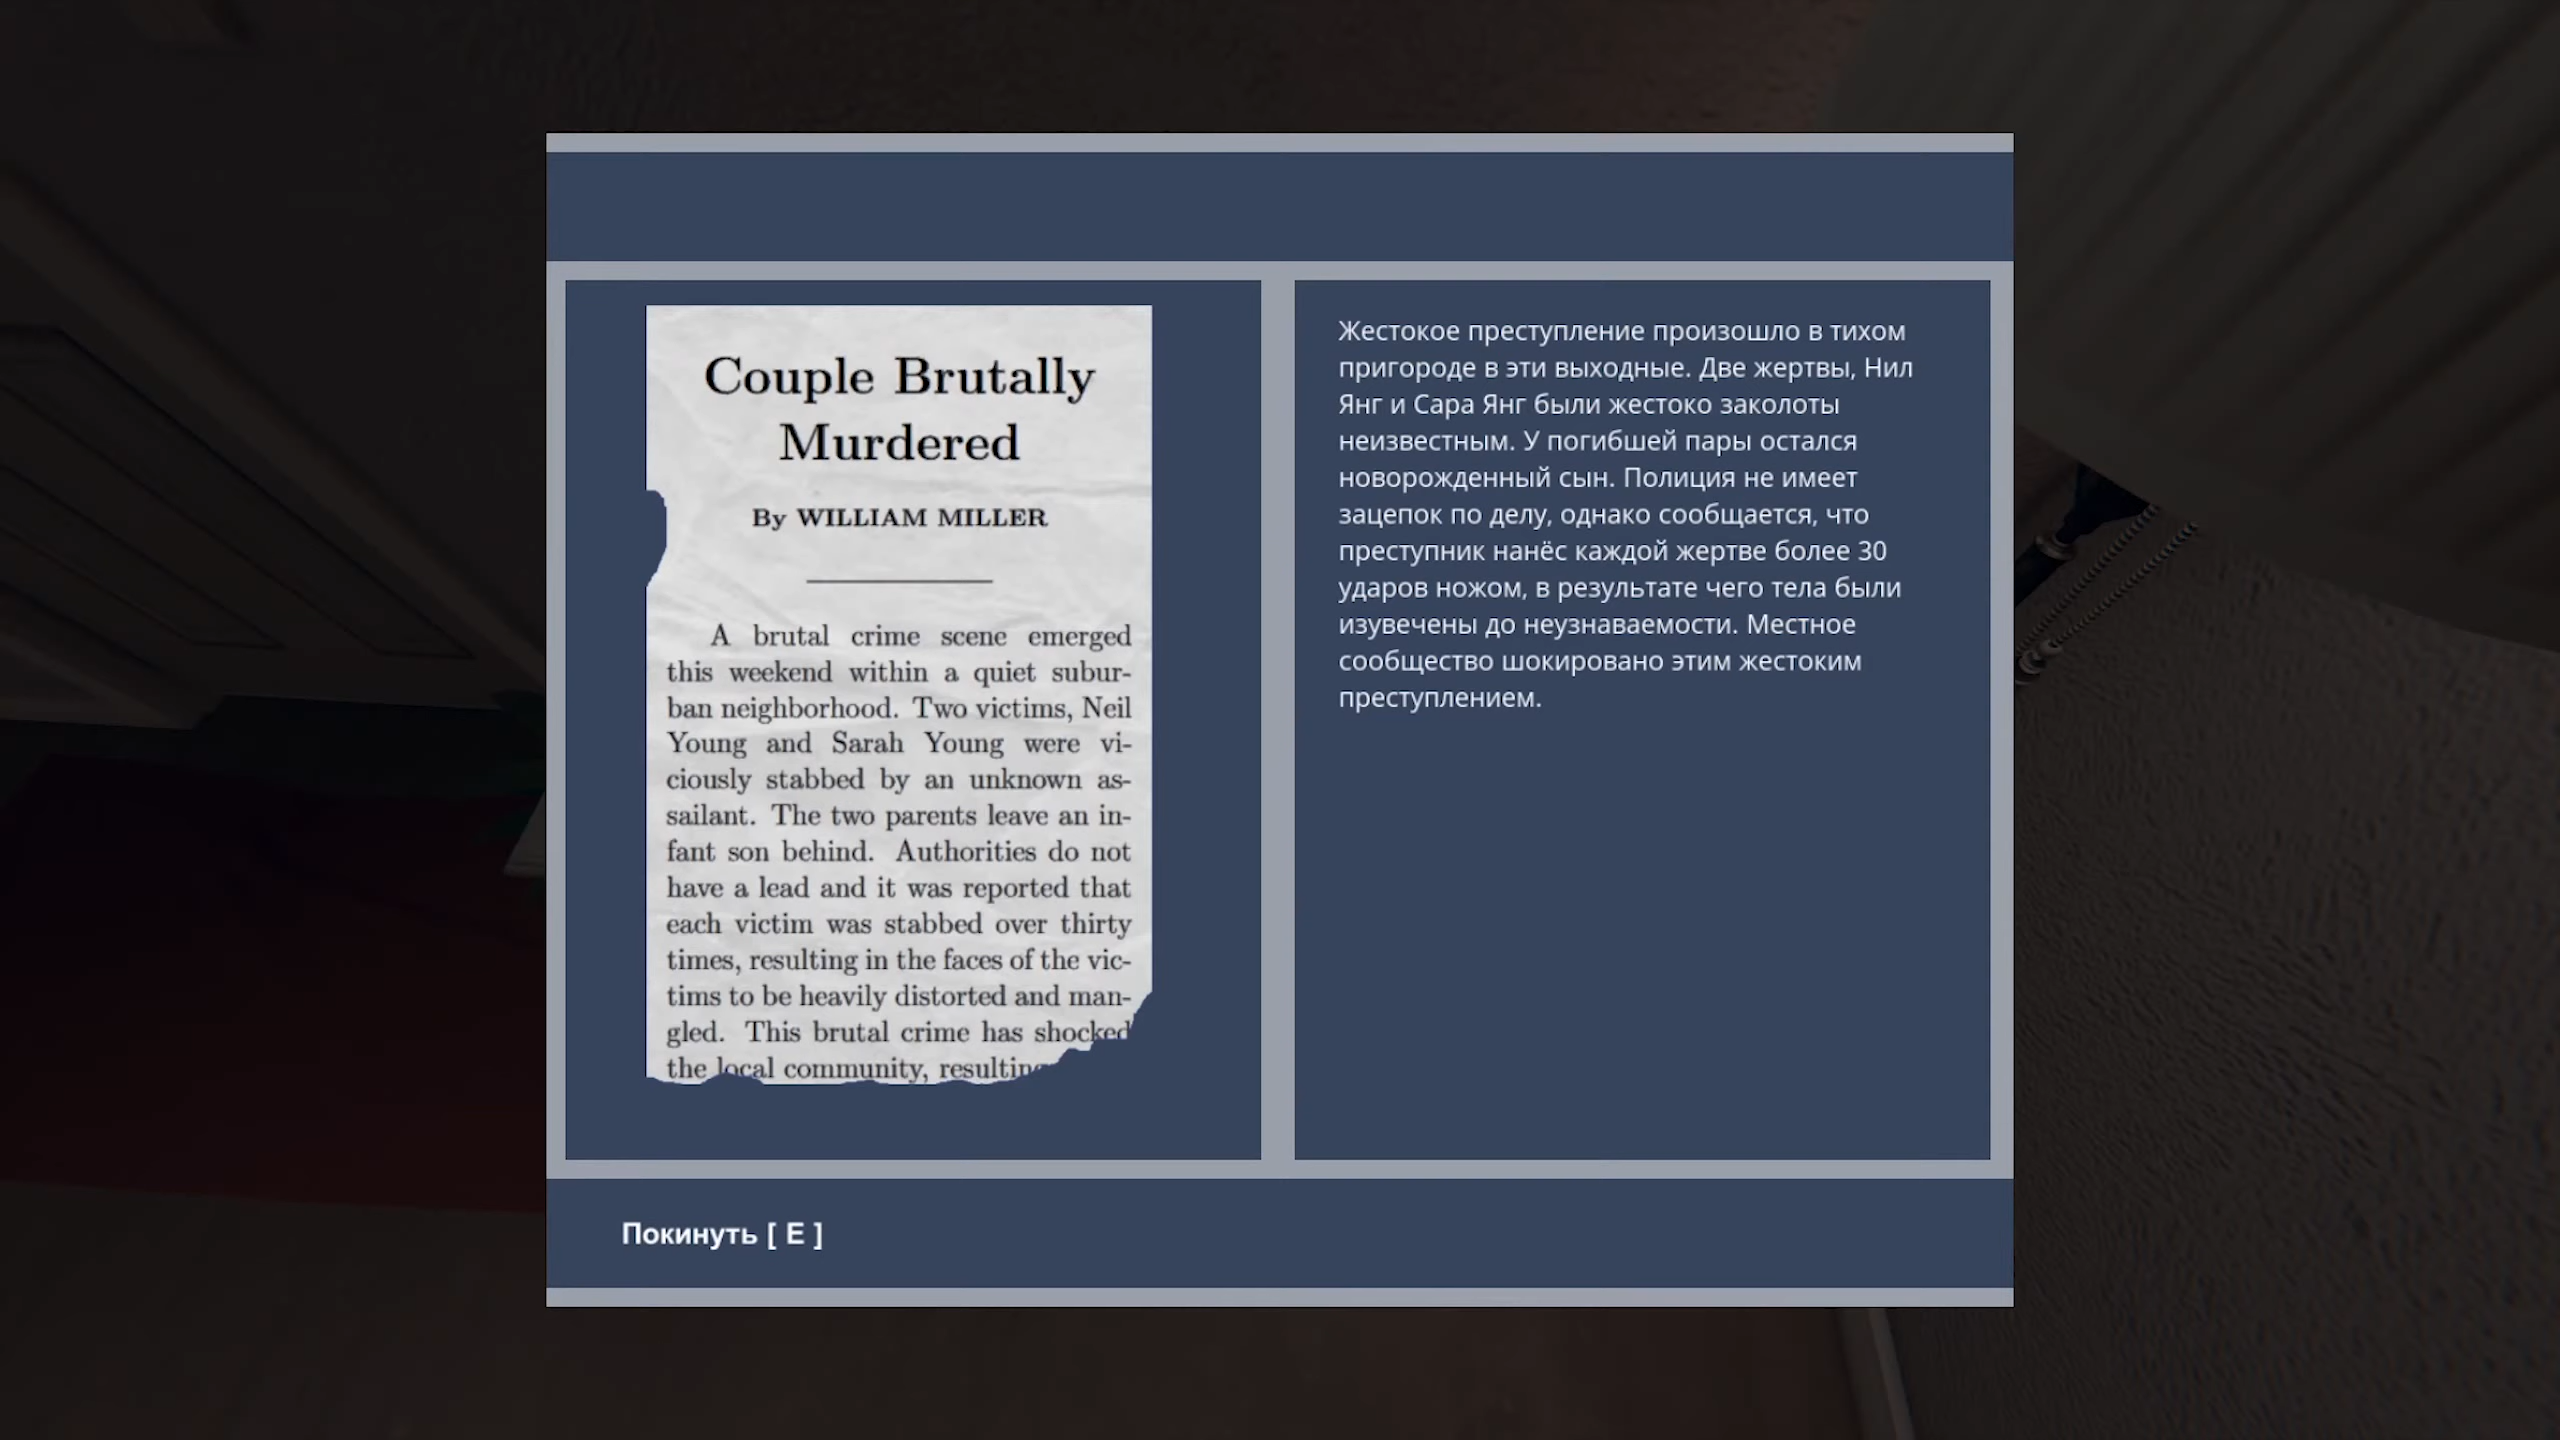 Couple Brutally
Murdered
By WILLIAM MILLER
A brutal crime scene emerged
this weekend within a quiet subur-
ban neighborhood. Two victims, Neil
Young and Sarah Young were vi-
ciously stabbed by an unknown as-
sailant. The two parents leave an in-
fant son behind. Authorities do not
have a lead and it was reported that
each victim was stabbed over thirty
times, resulting in the faces of the vic-
tims to be heavily distorted and man-
gled. This brutal crime has shocked
the local community, resulting
Жестокое преступление произошло в тихом
пригороде в эти выходные. Две жертвы, Нил
Янг и Сара Янг были жестоко заколоты
неизвестным. У погибшей пары остался
новорожденный сын. Полиция не имеет
зацепок по делу, однако сообщается, что
преступник нанёс каждой жертве более 30
ударов ножом, в результате чего тела были
изувечены до неузнаваемости. Местное
сообщество шокировано этим жестоким
преступлением.
Покинуть [ E ]